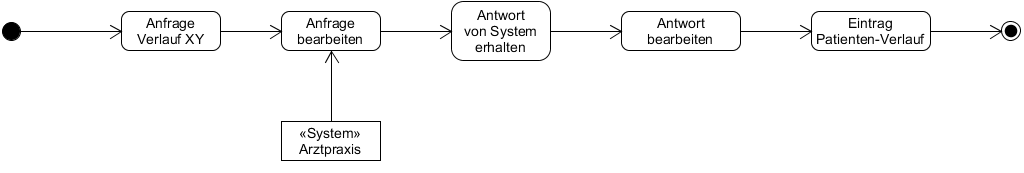 Anfrage
Verlauf XY
Anfrage
bearbeiten
Antwort
von System
erhalten
Antwort
bearbeiten
Eintrag
Patienten-Verlauf
«System»
Arztpraxis